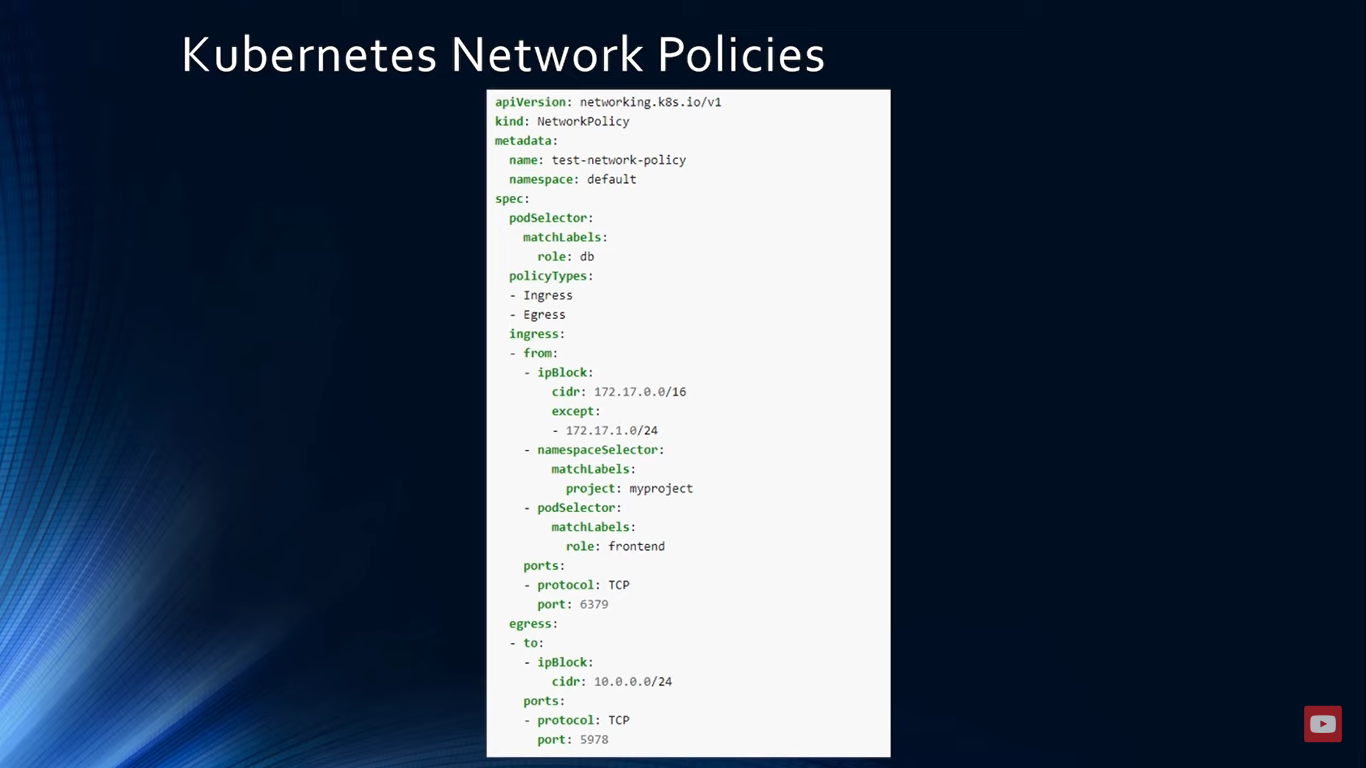 Kubernetes Network Policies
apiVersion: networking.k8s.io/v1
kind: NetworkPolicy
metadata:
  name: test-network-policy
  namespace: default
spec:
  podSelector:
    matchLabels:
      role: db
  policyTypes:
  - Ingress
  - Egress
  ingress:
  - from:
    - ipBlock:
        cidr: 172.17.0.0/16
        except:
        - 172.17.1.0/24
    - namespaceSelector:
        matchLabels:
          project: myproject
    - podSelector:
        matchLabels:
          role: frontend
    ports:
    - protocol: TCP
      port: 6379
  egress:
  - to:
    - ipBlock:
        cidr: 10.0.0.0/24
    ports:
    - protocol: TCP
      port: 5978